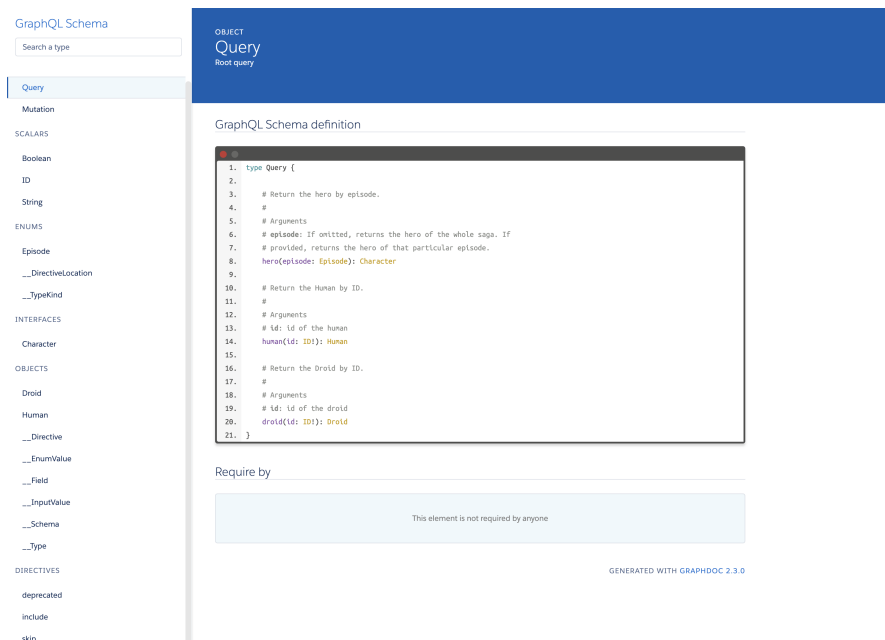 GraphQL Schema
Search a type
Query
Mutation
SCALARS
Boolean
ID
String
ENUMS
Episode
__DirectiveLocation
__TypeKind
INTERFACES
Character
OBJECTS
Droid
Human
__Directive
__EnumValue
__Field
__InputValue
__Schema
__Type
DIRECTIVES
deprecated
include
skip
OBJECT
Query
Root query
GraphQL Schema definition
1. type Query {
2.
3. # Return the hero by episode.
4. #
5. # Arguments
6. # episode: If omitted, returns the hero of the whole saga. If
7. # provided, returns the hero of that particular episode.
8. hero(episode: Episode): Character
9.
10. # Return the Human by ID.
11. #
12. # Arguments
13. # id: id of the human
14. human(id: ID!): Human
15.
16. # Return the Droid by ID.
17. #
18. # Arguments
19. # id: id of the droid
20. droid(id: ID!): Droid
21. }
Require by
This element is not required by anyone
GENERATED WITH GRAPHDOC 2.3.0